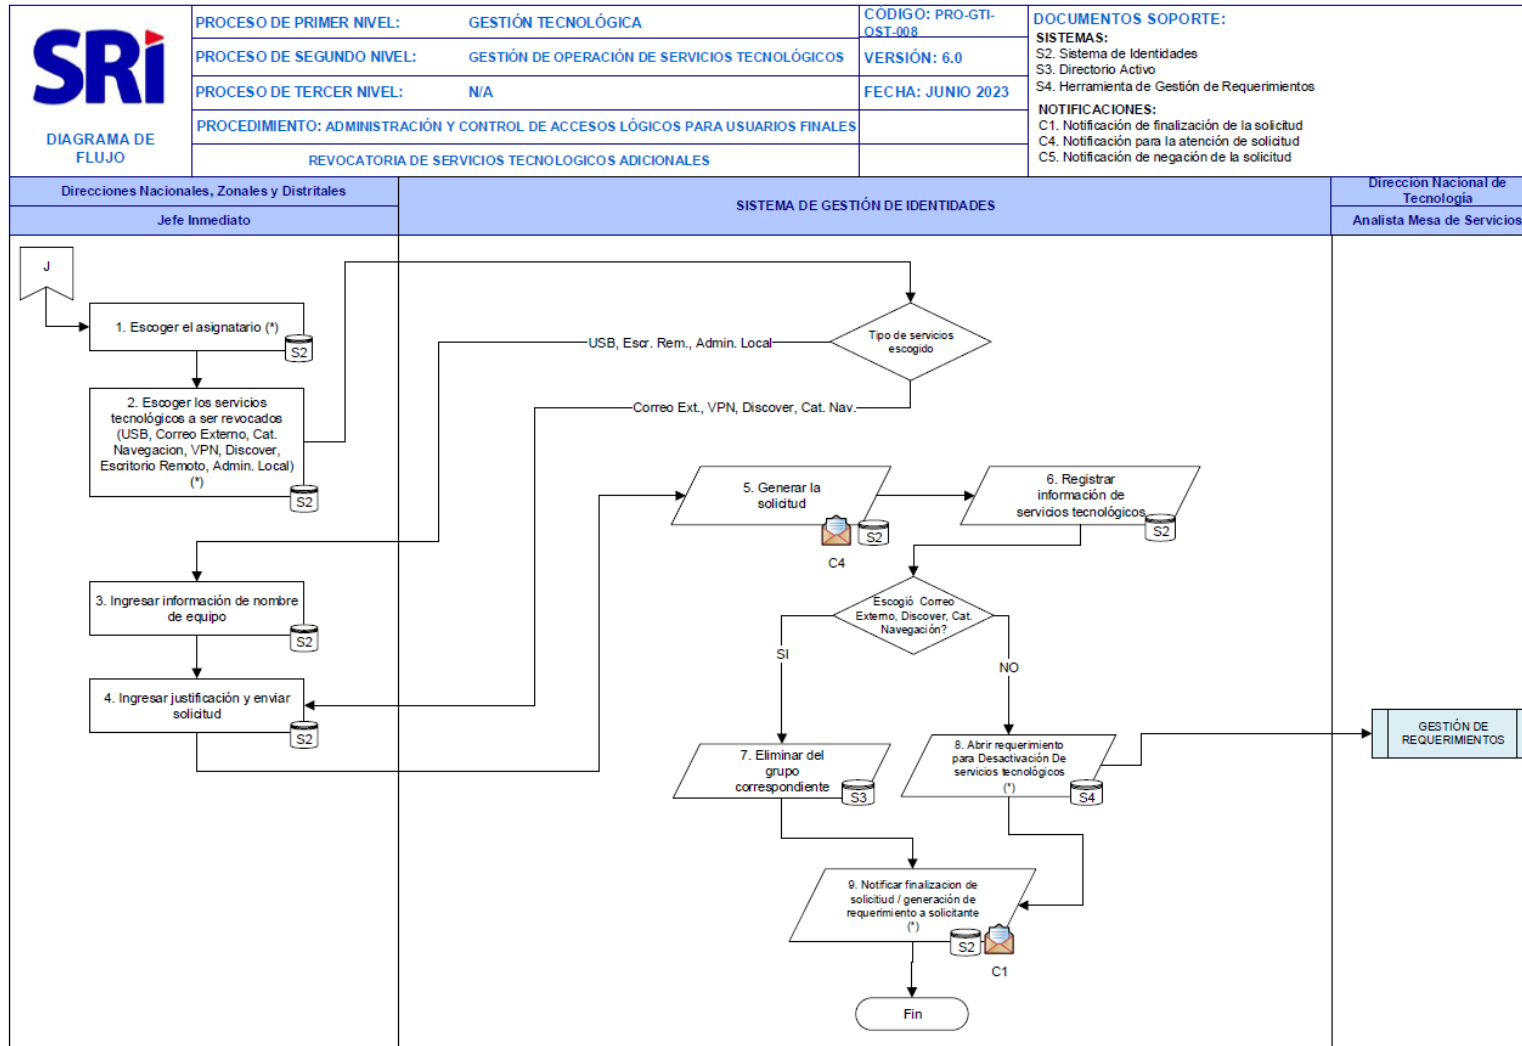 SRi
DIAGRAMA DE
FLUJO
PROCESO DE PRIMER NIVEL: GESTIÓN TECNOLÓGICA
CÓDIGO: PRO-GTI-
OST-008
PROCESO DE SEGUNDO NIVEL: GESTIÓN DE OPERACIÓN DE SERVICIOS TECNOLÓGICOS
VERSIÓN: 6.0
PROCESO DE TERCER NIVEL: N/A
FECHA: JUNIO 2023
PROCEDIMIENTO: ADMINISTRACIÓN Y CONTROL DE ACCESOS LÓGICOS PARA USUARIOS FINALES
REVOCATORIA DE SERVICIOS TECNOLOGICOS ADICIONALES
DOCUMENTOS SOPORTE:
SISTEMAS:
S2. Sistema de Identidades
S3. Directorio Activo
S4. Herramienta de Gestión de Requerimientos
NOTIFICACIONES:
C1. Notificación de finalización de la solicitud
C4. Notificación para la atención de solicitud
C5. Notificación de negación de la solicitud
Direcciones Nacionales, Zonales y Distritales
Jefe Inmediato
SISTEMA DE GESTIÓN DE IDENTIDADES
Dirección Nacional de
Tecnología
Analista Mesa de Servicios
J
1. Escoger el asignatario (*)
S2
2. Escoger los servicios
tecnológicos a ser revocados
(USB, Correo Externo, Cat.
Navegacion, VPN, Discover,
Escritorio Remoto, Admin. Local)
(*)
S2
Tipo de servicios
escogido
USB, Escr. Rem., Admin. Local
Correo Ext., VPN, Discover, Cat. Nav.
3. Ingresar información de nombre
de equipo
S2
4. Ingresar justificación y enviar
solicitud
S2
5. Generar la
solicitud
S2
C4
6. Registrar
información de
servicios tecnológicos
S2
Escogió Correo
Externo, Discover, Cat.
Navegación?
SI
NO
7. Eliminar del
grupo
correspondiente
S3
8. Abrir requerimiento
para Desactivación De
servicios tecnológicos
(*)
S4
GESTIÓN DE
REQUERIMIENTOS
9. Notificar finalizacion de
solicitiud / generación de
requerimiento a solicitante
(*)
S2
C1
Fin